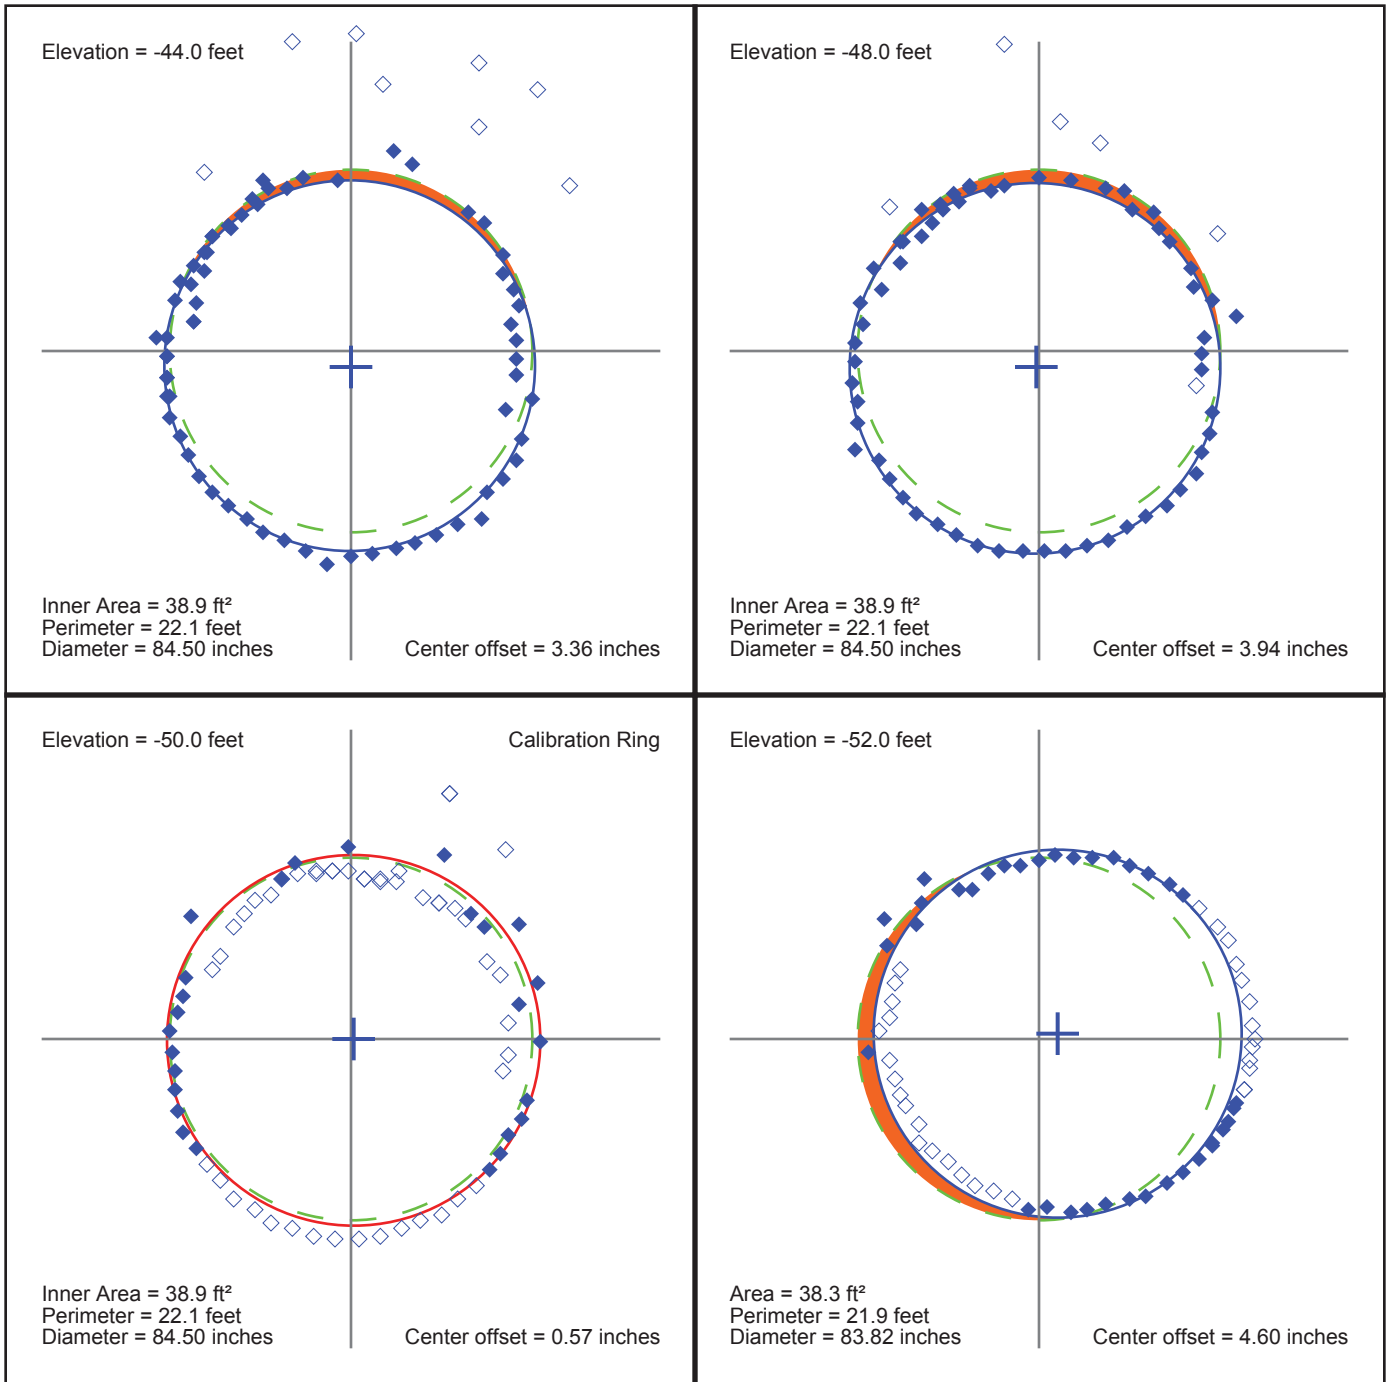 Elevation = -44.0 feet
Inner Area = 38.9 ft²
Perimeter = 22.1 feet
Diameter = 84.50 inches
Center offset = 3.36 inches
Elevation = -48.0 feet
Inner Area = 38.9 ft²
Perimeter = 22.1 feet
Diameter = 84.50 inches
Center offset = 3.94 inches
Elevation = -50.0 feet
Calibration Ring
Inner Area = 38.9 ft²
Perimeter = 22.1 feet
Diameter = 84.50 inches
Center offset = 0.57 inches
Elevation = -52.0 feet
Area = 38.3 ft²
Perimeter = 21.9 feet
Diameter = 83.82 inches
Center offset = 4.60 inches